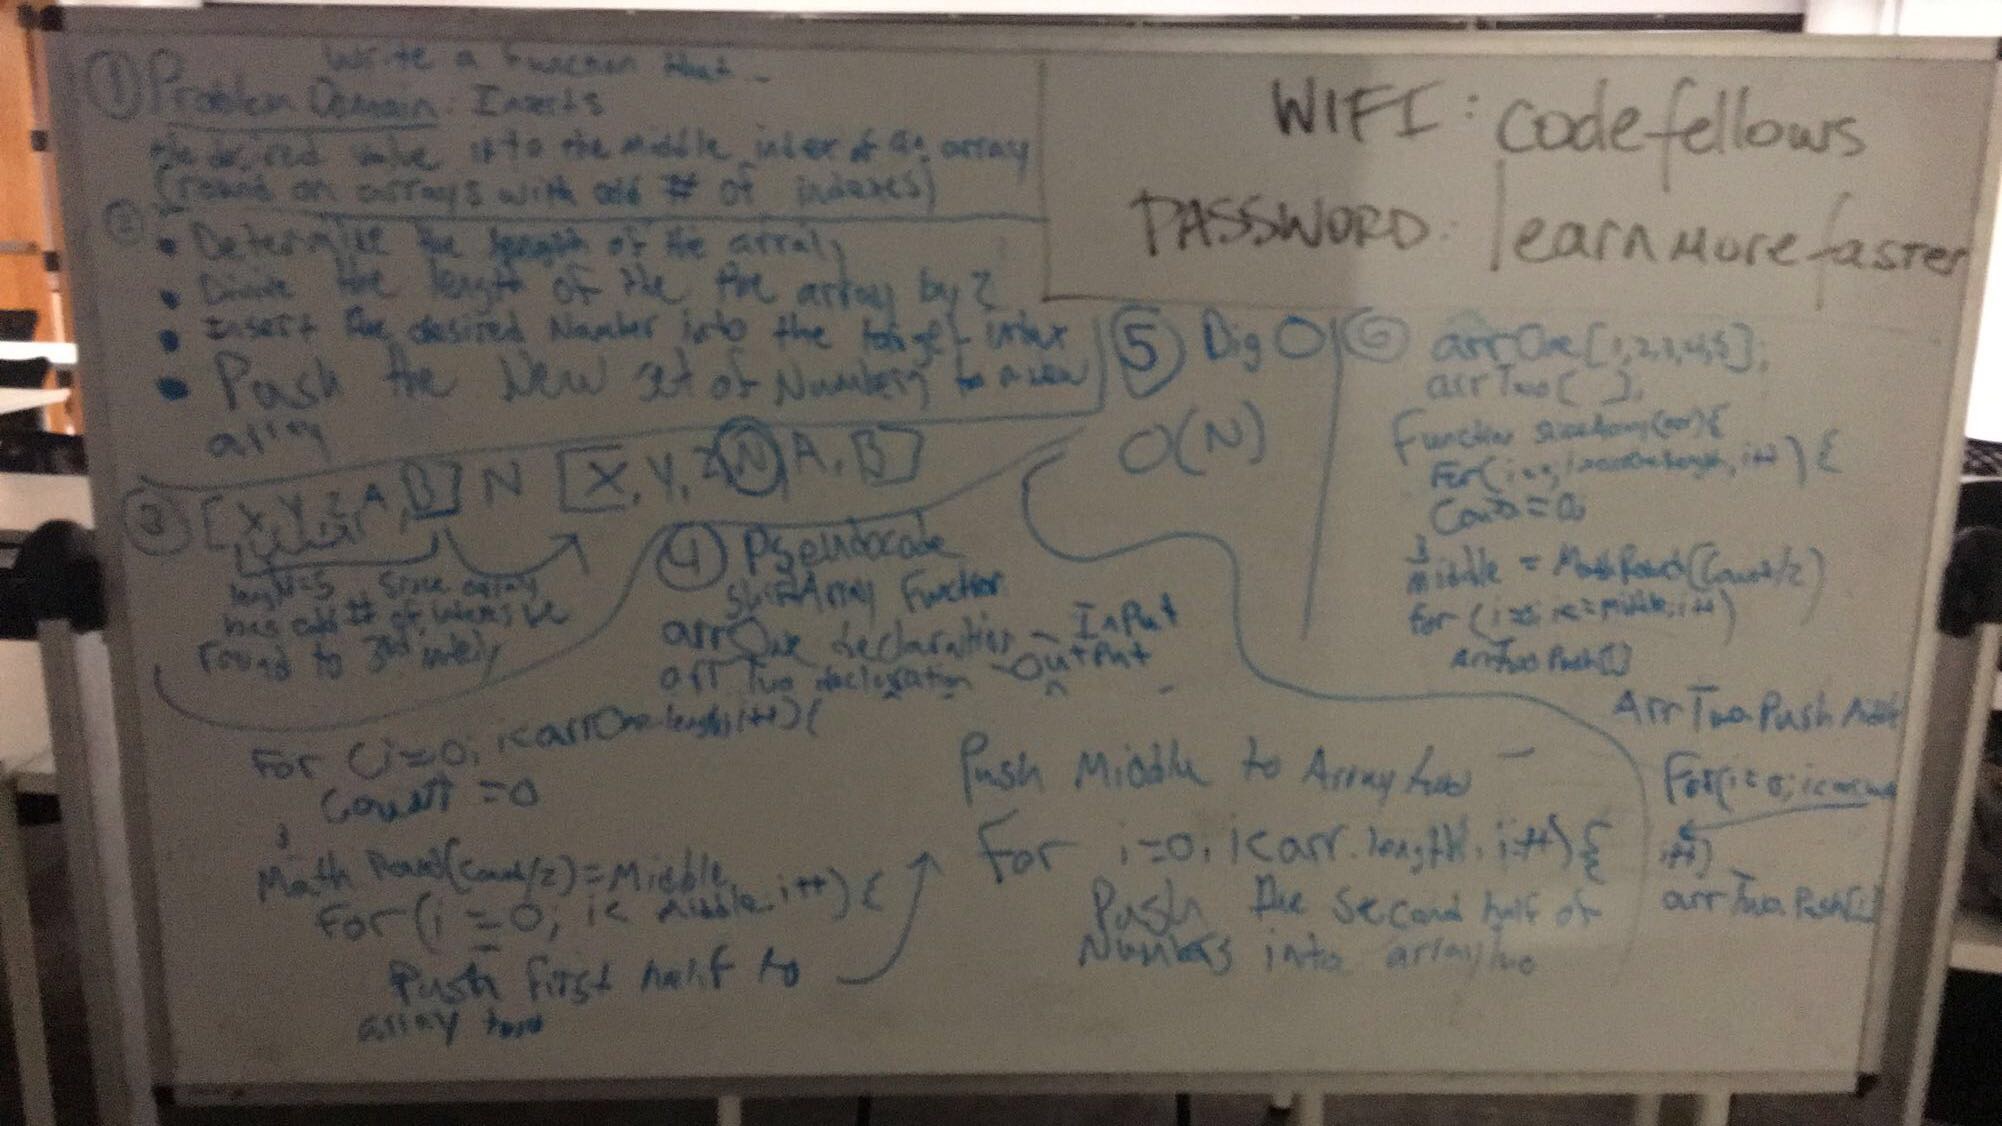 Write a Function that
① Problem Domain: Inserts
the desired value into the middle index of an array
(round on arrays with odd # of indexes)
②
• Determine the length of the array
• Divide the length of the the array by 2
• Insert the desired Number into the target index
• Push the New set of Numbers to a new
array
③ [X, Y, Z, A, B] N [X, Y, Z, N, A, B]
length=5 Since array
has odd # of indexes we
round to 3rd
④ Pseudocode
Array Function
arrOne declaration - Input
arr Two declaration - Output
For (i=0; i<arrOne.length; i++){
Count = 0
}
Math Round(Count/2) = Middle
For (i=0; i< Middle, i++) {
Push first half to
array two
Push Middle to Array two
For i=0, i<arr.length, i++) {
Push the second half of
Numbers into array two
⑤ Big O
O(N)
⑥ arrOne[1,2,3,4,5];
arrTwo[ ];
Function (arr){
For(i=0; length, i++) {
Count=0;
}
middle = Math Round(Count/2)
for (i=0; i<=middle; i++)
ArrTwo Push[i]
ArrTwo Push Middle
For(i=0; i<
i++)
arrTwo.Push[i]
WIFI: codefellows
PASSWORD: learnMorefaster